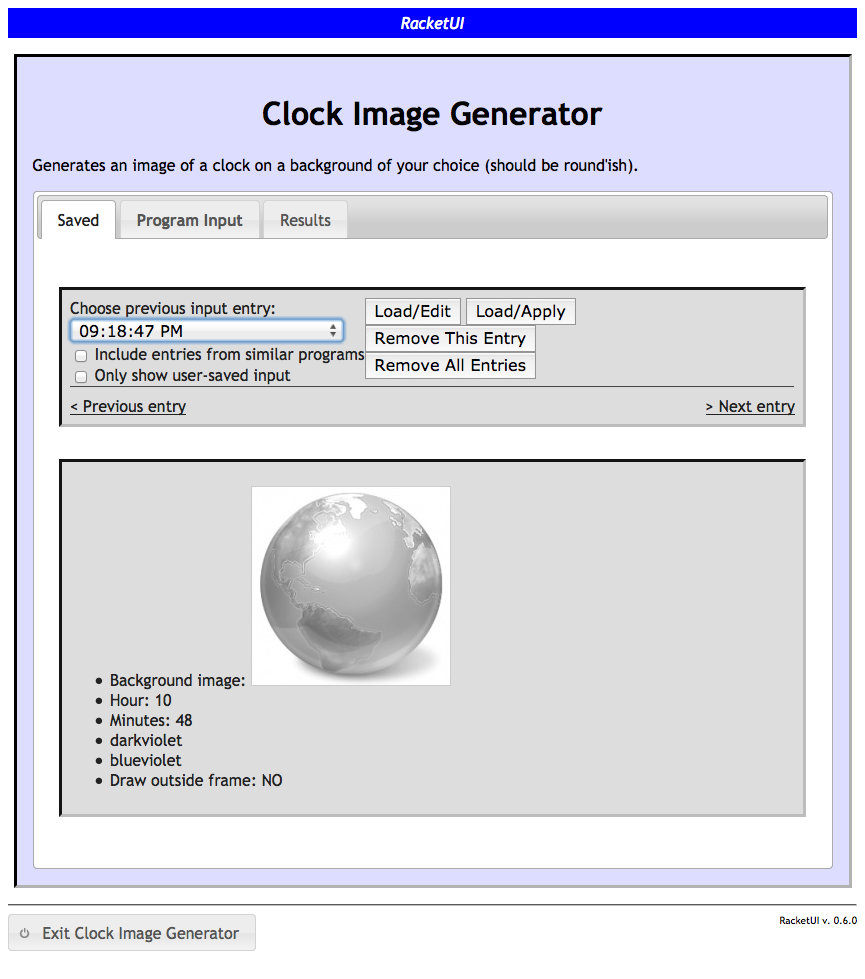 RacketUI
Clock Image Generator
Generates an image of a clock on a background of your choice (should be round'ish).
Saved Program Input Results
Choose previous input entry:
09:18:47 PM
Include entries from similar programs
Only show user-saved input
Load/Edit Load/Apply
Remove This Entry
Remove All Entries
< Previous entry > Next entry
• Background image:
• Hour: 10
• Minutes: 48
• darkviolet
• blueviolet
• Draw outside frame: NO
RacketUI v. 0.6.0
Exit Clock Image Generator